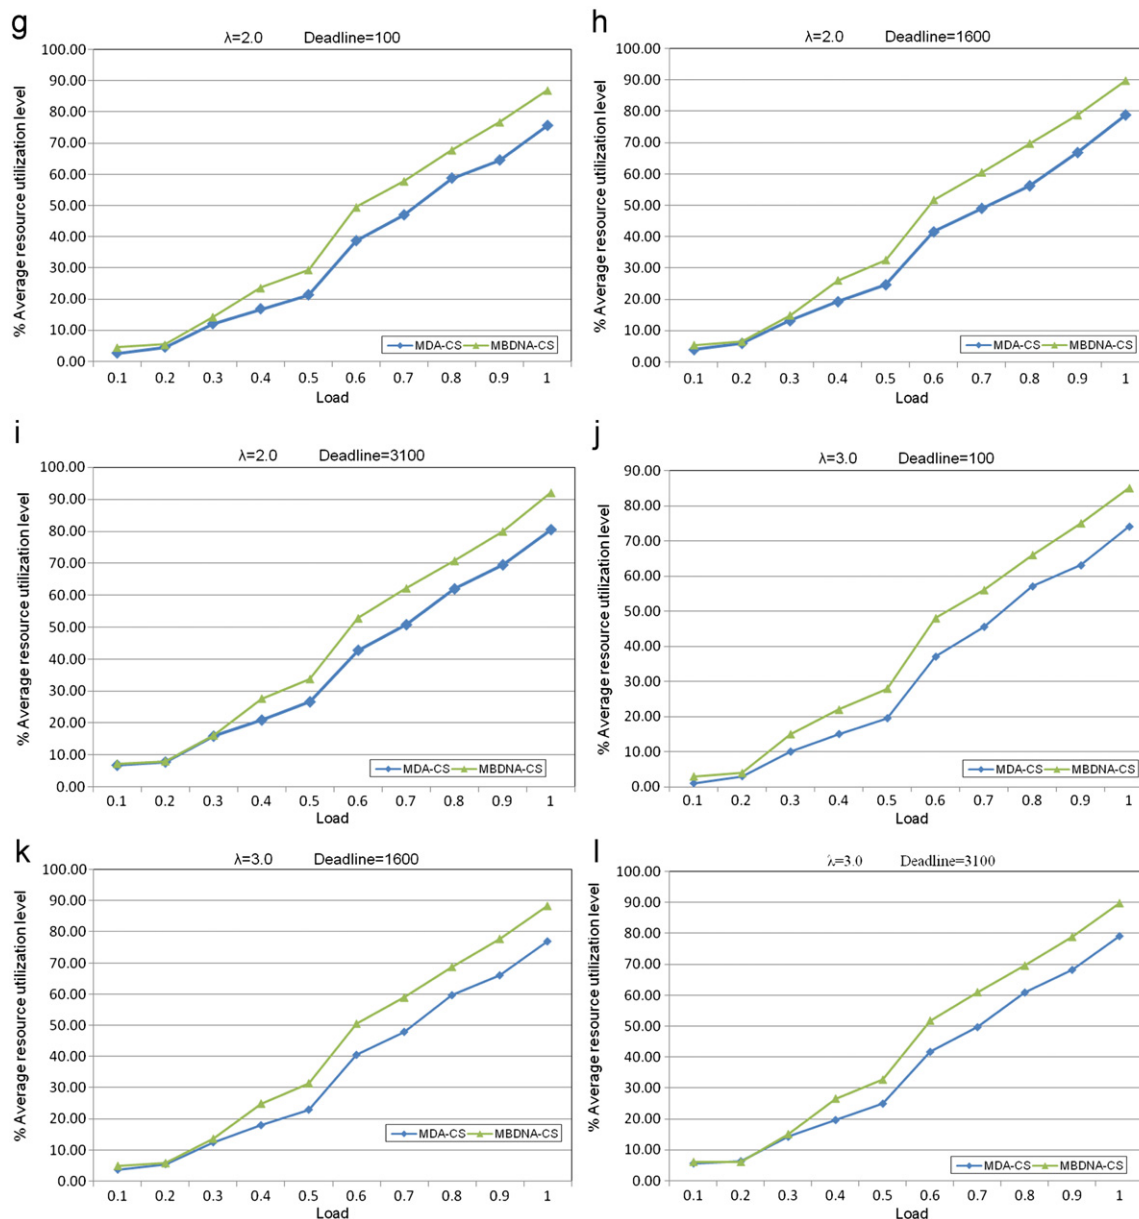 g
λ=2.0 Deadline=100
% Average resource utilization level
100.00
90.00
80.00
70.00
60.00
50.00
40.00
30.00
20.00
10.00
0.00
MDA-CS MBDNA-CS
0.1 0.2 0.3 0.4 0.5 0.6 0.7 0.8 0.9 1
Load
h
λ=2.0 Deadline=1600
% Average resource utilization level
100.00
90.00
80.00
70.00
60.00
50.00
40.00
30.00
20.00
10.00
0.00
MDA-CS MBDNA-CS
0.1 0.2 0.3 0.4 0.5 0.6 0.7 0.8 0.9 1
Load
i
λ=2.0 Deadline=3100
% Average resource utilization level
100.00
90.00
80.00
70.00
60.00
50.00
40.00
30.00
20.00
10.00
0.00
MDA-CS MBDNA-CS
0.1 0.2 0.3 0.4 0.5 0.6 0.7 0.8 0.9 1
Load
j
λ=3.0 Deadline=100
% Average resource utilization level
90.00
80.00
70.00
60.00
50.00
40.00
30.00
20.00
10.00
0.00
MDA-CS MBDNA-CS
0.1 0.2 0.3 0.4 0.5 0.6 0.7 0.8 0.9 1
Load
k
λ=3.0 Deadline=1600
% Average resource utilization level
100.00
90.00
80.00
70.00
60.00
50.00
40.00
30.00
20.00
10.00
0.00
MDA-CS MBDNA-CS
0.1 0.2 0.3 0.4 0.5 0.6 0.7 0.8 0.9 1
Load
l
λ=3.0 Deadline=3100
% Average resource utilization level
100.00
90.00
80.00
70.00
60.00
50.00
40.00
30.00
20.00
10.00
0.00
MDA-CS MBDNA-CS
0.1 0.2 0.3 0.4 0.5 0.6 0.7 0.8 0.9 1
Load